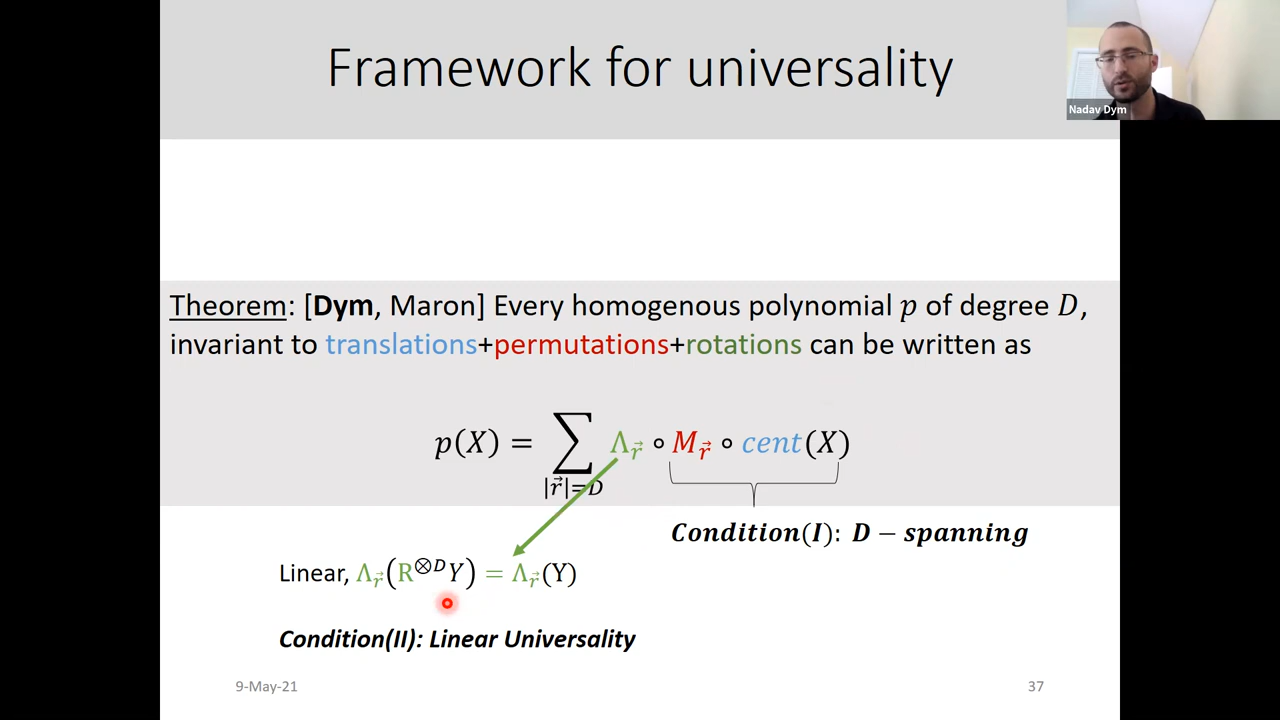 Framework for universality
Nadav Dym
Theorem: [Dym, Maron] Every homogenous polynomial p of degree D,
invariant to translations+permutations+rotations can be written as
p(X) = ∑ Λ_r⃗ ∘ M_r⃗ ∘ cent(X)
|r⃗|=D
Condition(I): D − spanning
Linear, Λ_r⃗(R^⊗D Y) = Λ_r⃗(Y)
Condition(II): Linear Universality
9-May-21
37